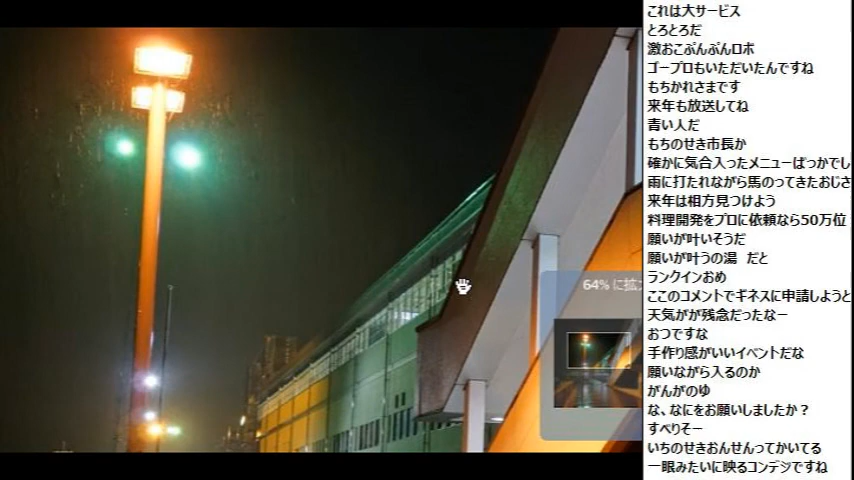 これは大サービス
とろとろだ
激おこぷんぷんロボ
ゴープロもいただいたんですね
もちかれさまです
来年も放送してね
青い人だ
もちのせき市長か
確かに気合入ったメニューばっかでし
雨に打たれながら馬のってきたおじさ
来年は相方見つけよう
料理開発をプロに依頼なら50万位
願いが叶いそうだ
願いが叶うの湯　だと
ランクインおめ
ここのコメントでギネスに申請しようと
天気がが残念だったなー
おつですな
手作り感がいいイベントだな
願いながら入るのか
がんがのゆ
な、なにをお願いしましたか？
すべりそー
いちのせきおんせんってかいてる
一眼みたいに映るコンデジですね
64% に拡